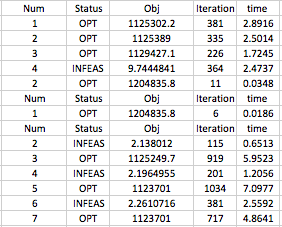 Num Status Obj Iteration time
1 OPT 1125302.2 381 2.8916
2 OPT 1125389 335 2.5014
3 OPT 1129427.1 226 1.7245
4 INFEAS 9.7444841 364 2.4737
2 OPT 1204835.8 11 0.0348
Num Status Obj Iteration time
1 OPT 1204835.8 6 0.0186
Num Status Obj Iteration time
2 INFEAS 2.138012 115 0.6513
3 OPT 1125249.7 919 5.9523
4 INFEAS 2.1964955 201 1.2056
5 OPT 1123701 1034 7.0977
6 INFEAS 2.2610716 381 2.5592
7 OPT 1123701 717 4.8641